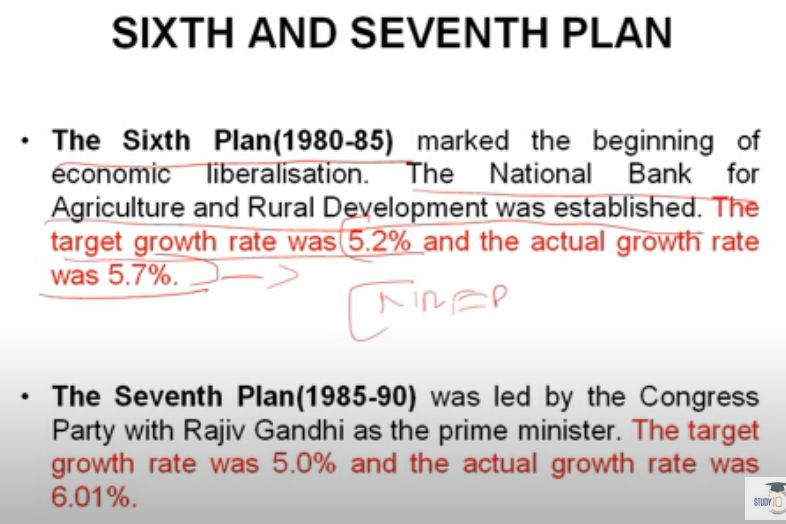 SIXTH AND SEVENTH PLAN
• The Sixth Plan(1980-85) marked the beginning of
economic liberalisation. The National Bank for
Agriculture and Rural Development was established. The
target growth rate was 5.2% and the actual growth rate
was 5.7%.
NREP
• The Seventh Plan(1985-90) was led by the Congress
Party with Rajiv Gandhi as the prime minister. The target
growth rate was 5.0% and the actual growth rate was
6.01%.
STUDY IQ